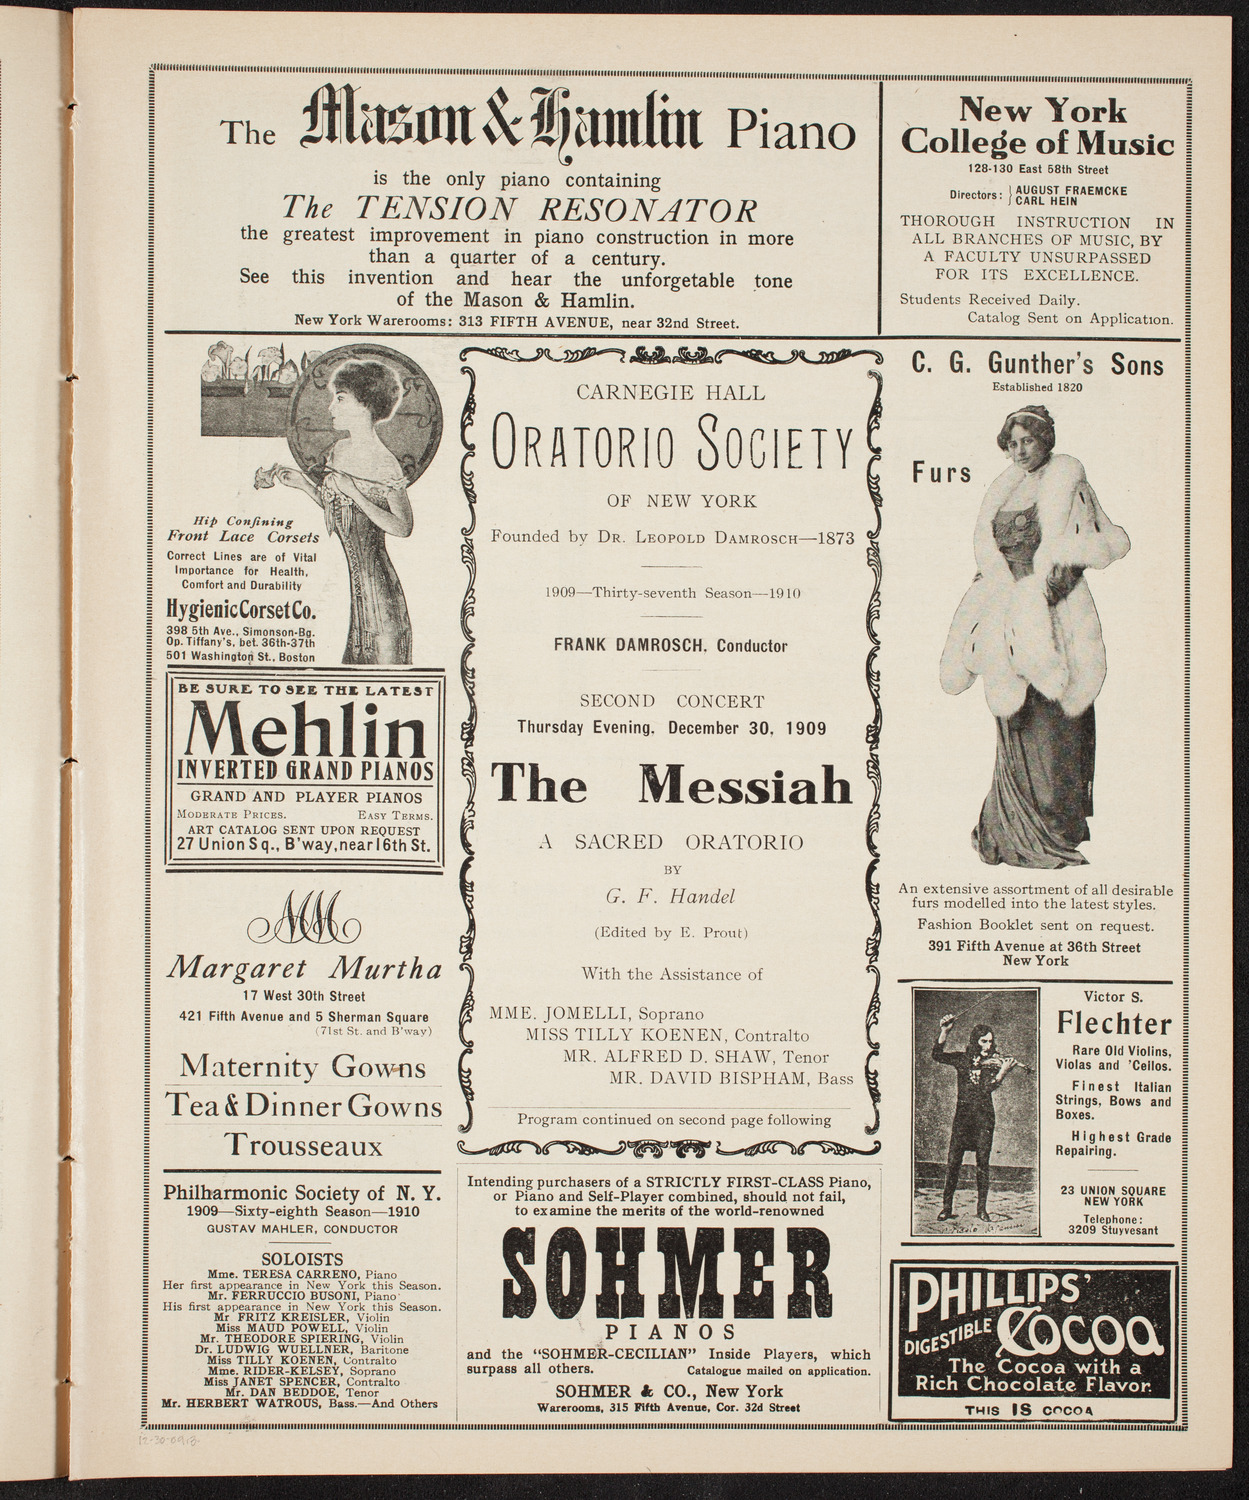 The Mason & Hamlin Piano
is the only piano containing
The TENSION RESONATOR
the greatest improvement in piano construction in more
than a quarter of a century.
See this invention and hear the unforgetable tone
of the Mason & Hamlin.
New York Warerooms: 313 FIFTH AVENUE, near 32nd Street.
New York
College of Music
128-130 East 58th Street
Directors: { AUGUST FRAEMCKE
CARL HEIN
THOROUGH INSTRUCTION IN
ALL BRANCHES OF MUSIC, BY
A FACULTY UNSURPASSED
FOR ITS EXCELLENCE.
Students Received Daily.
Catalog Sent on Application.
Hip Confining
Front Lace Corsets
Correct Lines are of Vital
Importance for Health,
Comfort and Durability
Hygienic Corset Co.
398 5th Ave., Simonson-Bg.
Op. Tiffany's, bet. 36th-37th
501 Washington St., Boston
BE SURE TO SEE THE LATEST
Mehlin
INVERTED GRAND PIANOS
GRAND AND PLAYER PIANOS
MODERATE PRICES. EASY TERMS.
ART CATALOG SENT UPON REQUEST
27 Union Sq., B'way, near 16th St.
MM
Margaret Murtha
17 West 30th Street
421 Fifth Avenue and 5 Sherman Square
(71st St. and B'way)
Maternity Gowns
Tea & Dinner Gowns
Trousseaux
Philharmonic Society of N. Y.
1909—Sixty-eighth Season—1910
GUSTAV MAHLER, CONDUCTOR
SOLOISTS
Mme. TERESA CARRENO, Piano
Her first appearance in New York this Season.
Mr. FERRUCCIO BUSONI, Piano
His first appearance in New York this Season.
Mr FRITZ KREISLER, Violin
Miss MAUD POWELL, Violin
Mr. THEODORE SPIERING, Violin
Dr. LUDWIG WUELLNER, Baritone
Miss TILLY KOENEN, Contralto
Mme. RIDER-KELSEY, Soprano
Miss JANET SPENCER, Contralto
Mr. DAN BEDDOE, Tenor
Mr. HERBERT WATROUS, Bass.—And Others
CARNEGIE HALL
ORATORIO SOCIETY
OF NEW YORK
Founded by DR. LEOPOLD DAMROSCH—1873
1909—Thirty-seventh Season—1910
FRANK DAMROSCH, Conductor
SECOND CONCERT
Thursday Evening, December 30, 1909
The Messiah
A SACRED ORATORIO
BY
G. F. Handel
(Edited by E. Prout)
With the Assistance of
MME. JOMELLI, Soprano
MISS TILLY KOENEN, Contralto
MR. ALFRED D. SHAW, Tenor
MR. DAVID BISPHAM, Bass
Program continued on second page following
Intending purchasers of a STRICTLY FIRST-CLASS Piano,
or Piano and Self-Player combined, should not fail,
to examine the merits of the world-renowned
SOHMER
PIANOS
and the "SOHMER-CECILIAN" Inside Players, which
surpass all others. Catalogue mailed on application.
SOHMER & CO., New York
Warerooms, 315 Fifth Avenue, Cor. 32d Street
C. G. Gunther's Sons
Established 1820
Furs
An extensive assortment of all desirable
furs modelled into the latest styles.
Fashion Booklet sent on request.
391 Fifth Avenue at 36th Street
New York
Victor S.
Flechter
Rare Old Violins,
Violas and 'Cellos.
Finest Italian
Strings, Bows and
Boxes.
Highest Grade
Repairing.
23 UNION SQUARE
NEW YORK
Telephone:
3209 Stuyvesant
PHILLIPS'
DIGESTIBLE COCOA
The Cocoa with a
Rich Chocolate Flavor.
THIS IS COCOA